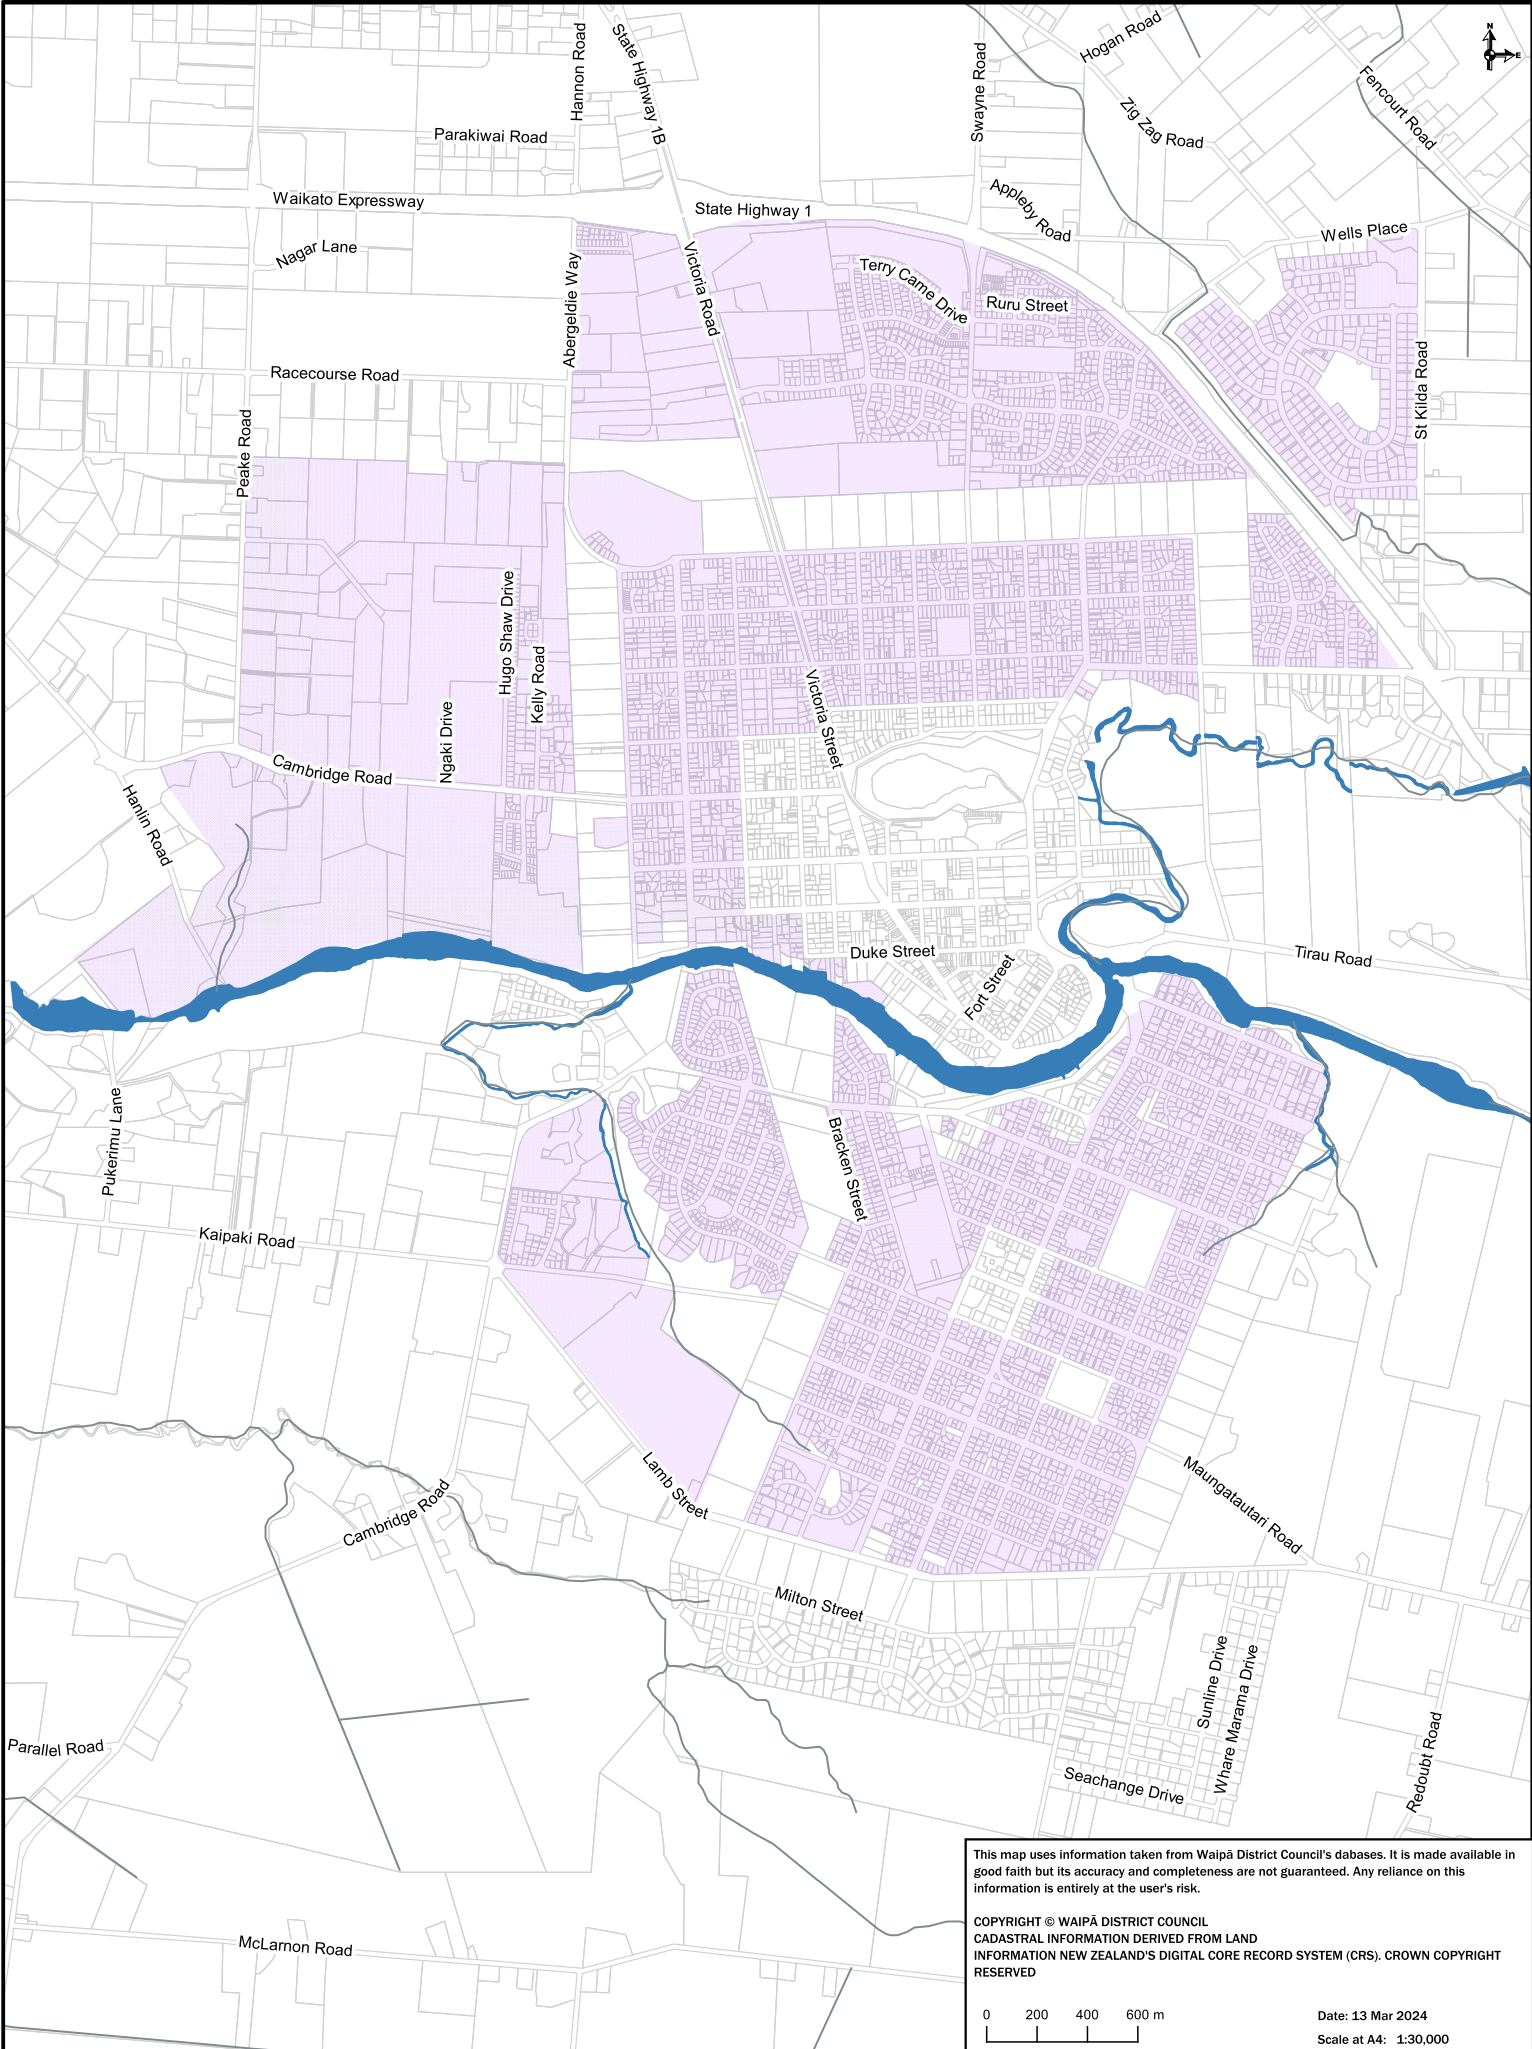 Hogan Road
N
E
State Highway 1B
Hannon Road
Swayne Road
Fencourt Road
Zig Zag Road
Parakiwai Road
Waikato Expressway
State Highway 1
Appleby Road
Wells Place
Nagar Lane
Abergeldie Way
Victoria Road
Terry Came Drive
Ruru Street
Racecourse Road
St Kilda Road
Peake Road
Hugo Shaw Drive
Kelly Road
Ngaki Drive
Victoria Street
Cambridge Road
Hanlin Road
Duke Street
Fort Street
Tirau Road
Pukerimu Lane
Bracken Street
Kaipaki Road
Lamb Street
Maungatautari Road
Cambridge Road
Milton Street
Sunline Drive
Whare Marama Drive
Redoubt Road
Parallel Road
Seachange Drive
McLarnon Road
This map uses information taken from Waipā District Council's dabases. It is made available in
good faith but its accuracy and completeness are not guaranteed. Any reliance on this
information is entirely at the user's risk.
COPYRIGHT © WAIPĀ DISTRICT COUNCIL
CADASTRAL INFORMATION DERIVED FROM LAND
INFORMATION NEW ZEALAND'S DIGITAL CORE RECORD SYSTEM (CRS). CROWN COPYRIGHT
RESERVED
0 200 400 600 m
Date: 13 Mar 2024
Scale at A4: 1:30,000